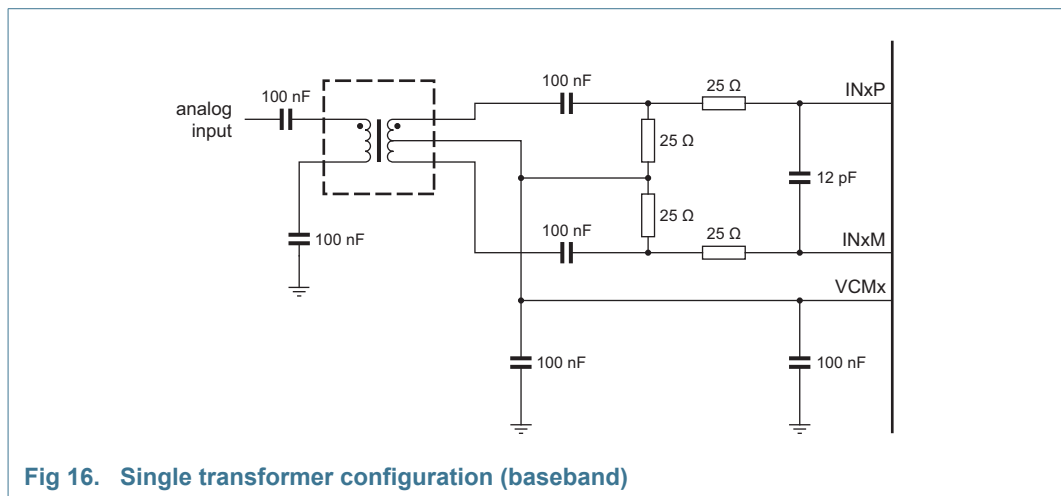 100 nF
25 Ω
INxP
analog
input
100 nF
25 Ω
12 pF
25 Ω
100 nF
25 Ω
100 nF
INxM
VCMx
100 nF
100 nF
Fig 16. Single transformer configuration (baseband)